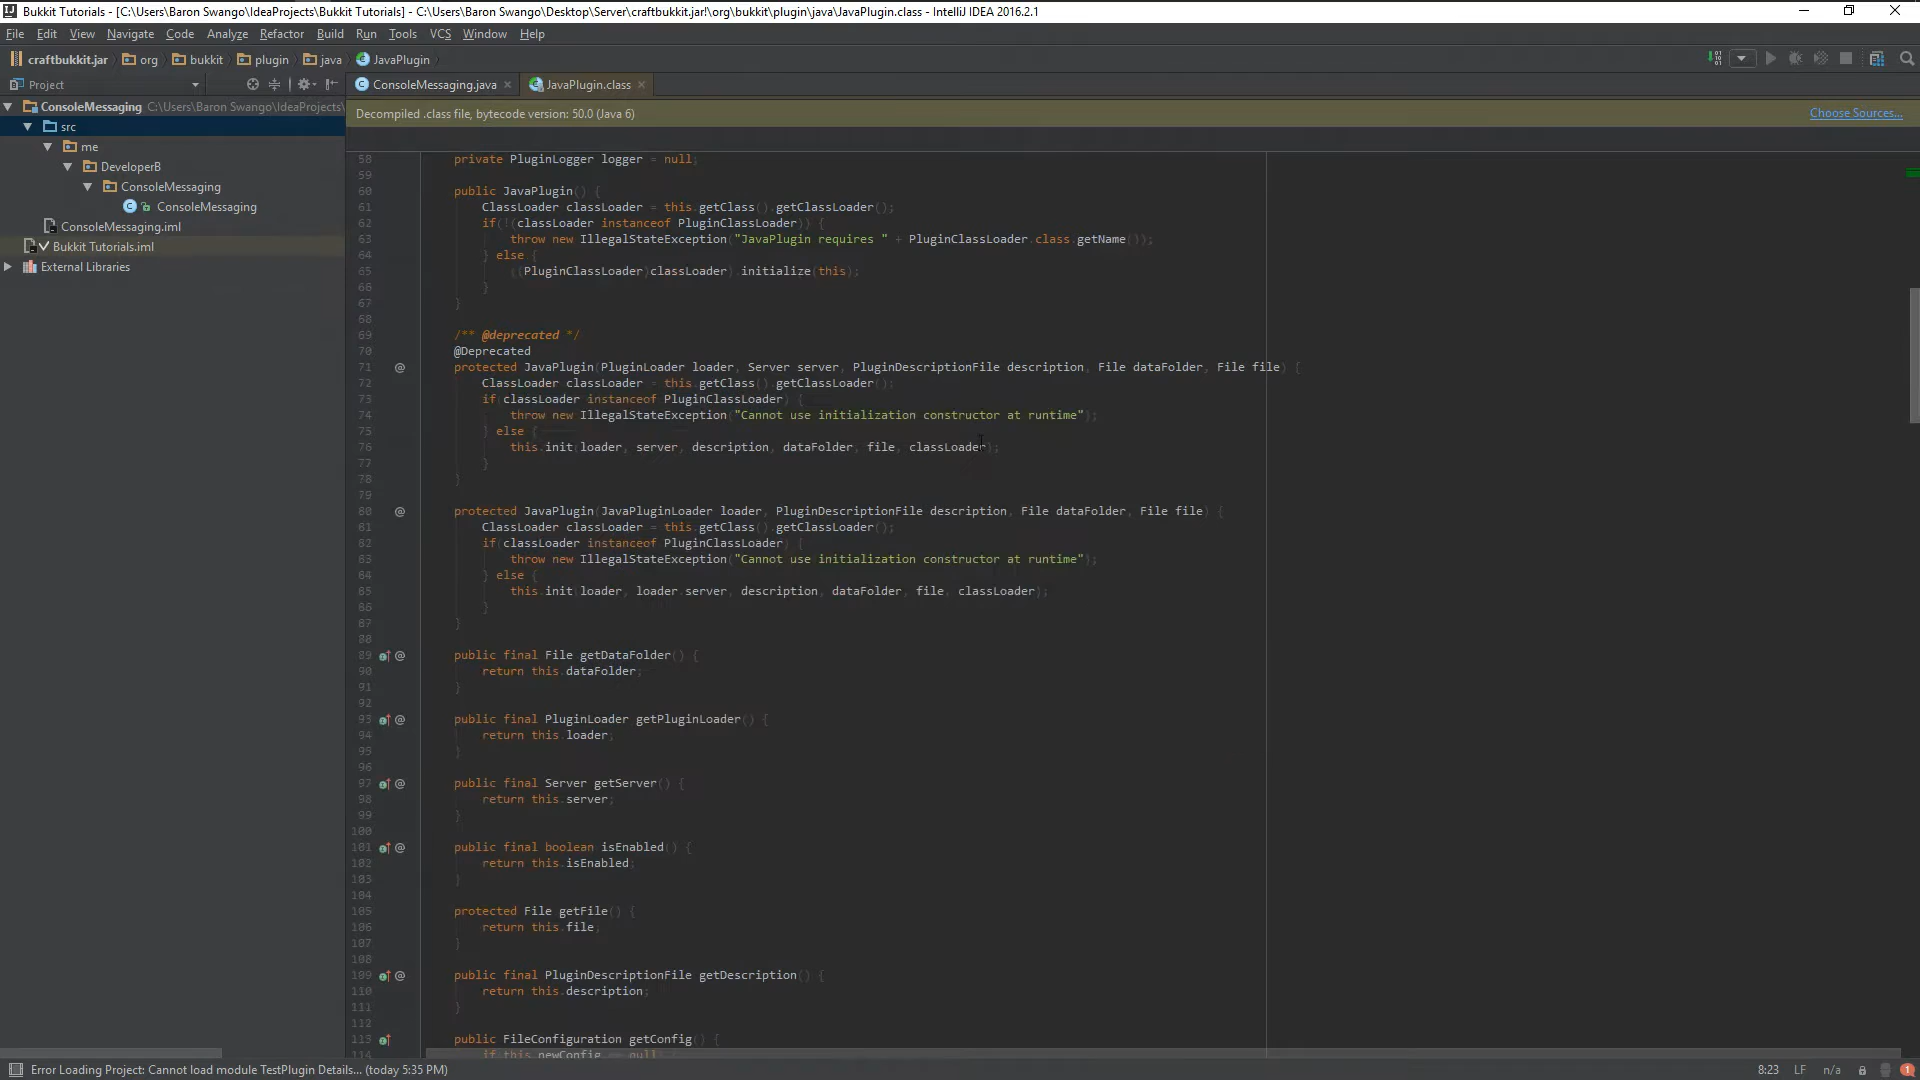 Bukkit Tutorials - [C:\Users\Baron Swango\IdeaProjects\Bukkit Tutorials] - C:\Users\Baron Swango\Desktop\Server\craftbukkit.jar!\org\bukkit\plugin\java\JavaPlugin.class - IntelliJ IDEA 2016.2.1
File Edit View Navigate Code Analyze Refactor Build Run Tools VCS Window Help
craftbukkit.jar org bukkit plugin java JavaPlugin
Project
ConsoleMessaging.java JavaPlugin.class
ConsoleMessaging C:\Users\Baron Swango\IdeaProjects\
src
me
DeveloperB
ConsoleMessaging
ConsoleMessaging
ConsoleMessaging.iml
Bukkit Tutorials.iml
External Libraries
Decompiled .class file, bytecode version: 50.0 (Java 6) Choose Sources...
58 private PluginLogger logger = null;
59
60 public JavaPlugin() {
61 ClassLoader classLoader = this.getClass().getClassLoader();
62 if(!(classLoader instanceof PluginClassLoader)) {
63 throw new IllegalStateException("JavaPlugin requires " + PluginClassLoader.class.getName());
64 } else {
65 ((PluginClassLoader)classLoader).initialize(this);
66 }
67 }
68
69 /** @deprecated */
70 @Deprecated
71 @ protected JavaPlugin(PluginLoader loader, Server server, PluginDescriptionFile description, File dataFolder, File file) {
72 ClassLoader classLoader = this.getClass().getClassLoader();
73 if(classLoader instanceof PluginClassLoader) {
74 throw new IllegalStateException("Cannot use initialization constructor at runtime");
75 } else {
76 this.init(loader, server, description, dataFolder, file, classLoader);
77 }
78 }
79
80 @ protected JavaPlugin(JavaPluginLoader loader, PluginDescriptionFile description, File dataFolder, File file) {
81 ClassLoader classLoader = this.getClass().getClassLoader();
82 if(classLoader instanceof PluginClassLoader) {
83 throw new IllegalStateException("Cannot use initialization constructor at runtime");
84 } else {
85 this.init(loader, loader.server, description, dataFolder, file, classLoader);
86 }
87 }
88
89 @ public final File getDataFolder() {
90 return this.dataFolder;
91 }
92
93 @ public final PluginLoader getPluginLoader() {
94 return this.loader;
95 }
96
97 @ public final Server getServer() {
98 return this.server;
99 }
100
101 @ public final boolean isEnabled() {
102 return this.isEnabled;
103 }
104
105 protected File getFile() {
106 return this.file;
107 }
108
109 @ public final PluginDescriptionFile getDescription() {
110 return this.description;
111 }
112
113 public FileConfiguration getConfig() {
114 if(this.newConfig == null) {
Error Loading Project: Cannot load module TestPlugin Details... (today 5:35 PM) 8:23 LF n/a 1